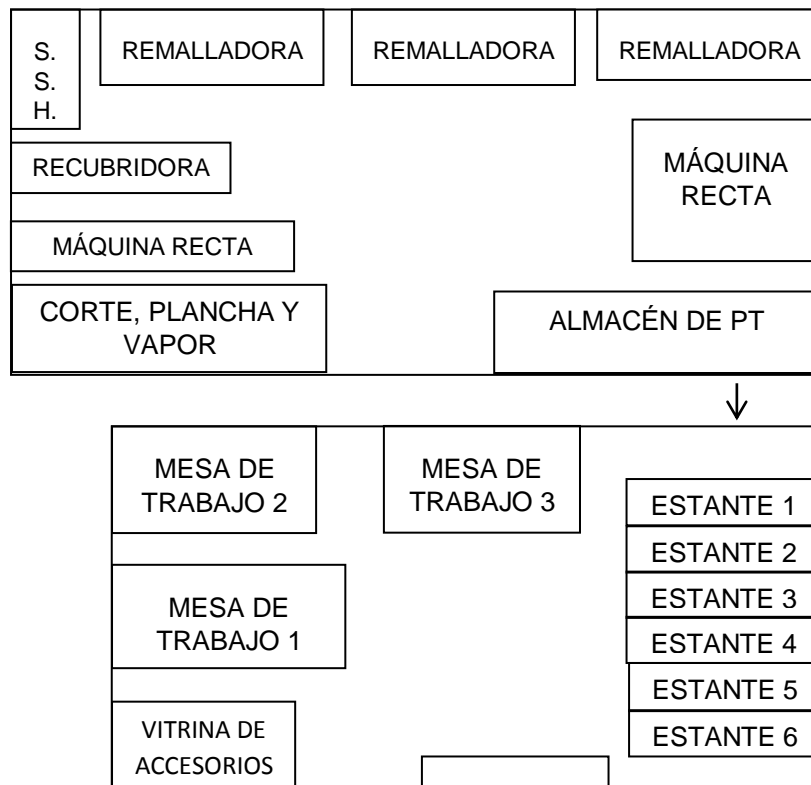 S.
S.
H.
REMALLADORA
REMALLADORA
REMALLADORA
RECUBRIDORA
MÁQUINA
RECTA
MÁQUINA RECTA
CORTE, PLANCHA Y
VAPOR
ALMACÉN DE PT
MESA DE
TRABAJO 2
MESA DE
TRABAJO 3
ESTANTE 1
ESTANTE 2
ESTANTE 3
ESTANTE 4
ESTANTE 5
ESTANTE 6
MESA DE
TRABAJO 1
VITRINA DE
ACCESORIOS